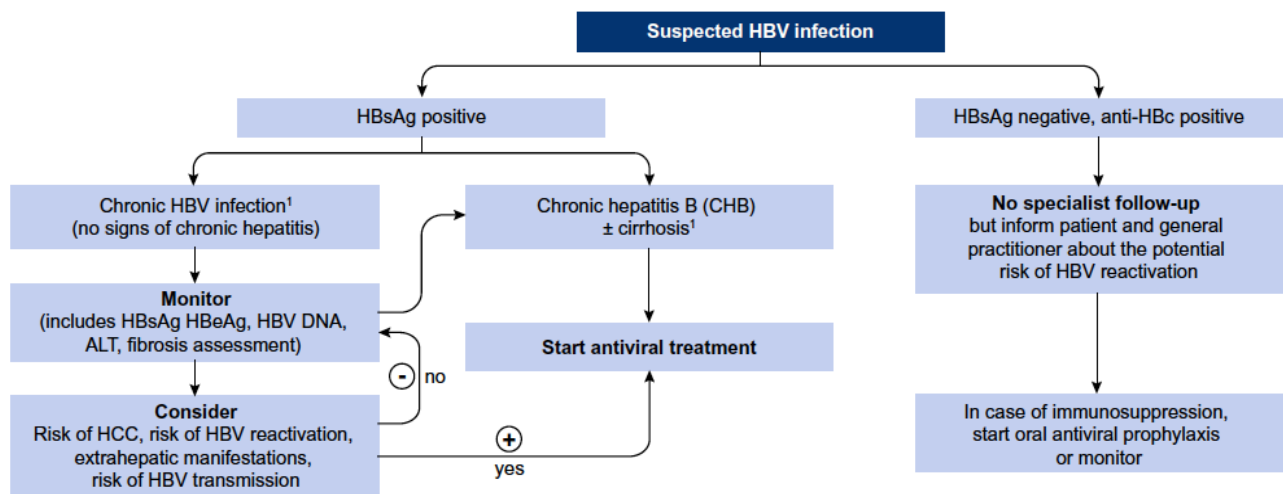 Suspected HBV infection
HBsAg positive
HBsAg negative, anti-HBc positive
Chronic HBV infection¹
(no signs of chronic hepatitis)
Chronic hepatitis B (CHB)
± cirrhosis¹
No specialist follow-up
but inform patient and general
practitioner about the potential
risk of HBV reactivation
Monitor
(includes HBsAg HBeAg, HBV DNA,
ALT, fibrosis assessment)
Start antiviral treatment
- no
Consider
Risk of HCC, risk of HBV reactivation,
extrahepatic manifestations,
risk of HBV transmission
+
yes
In case of immunosuppression,
start oral antiviral prophylaxis
or monitor